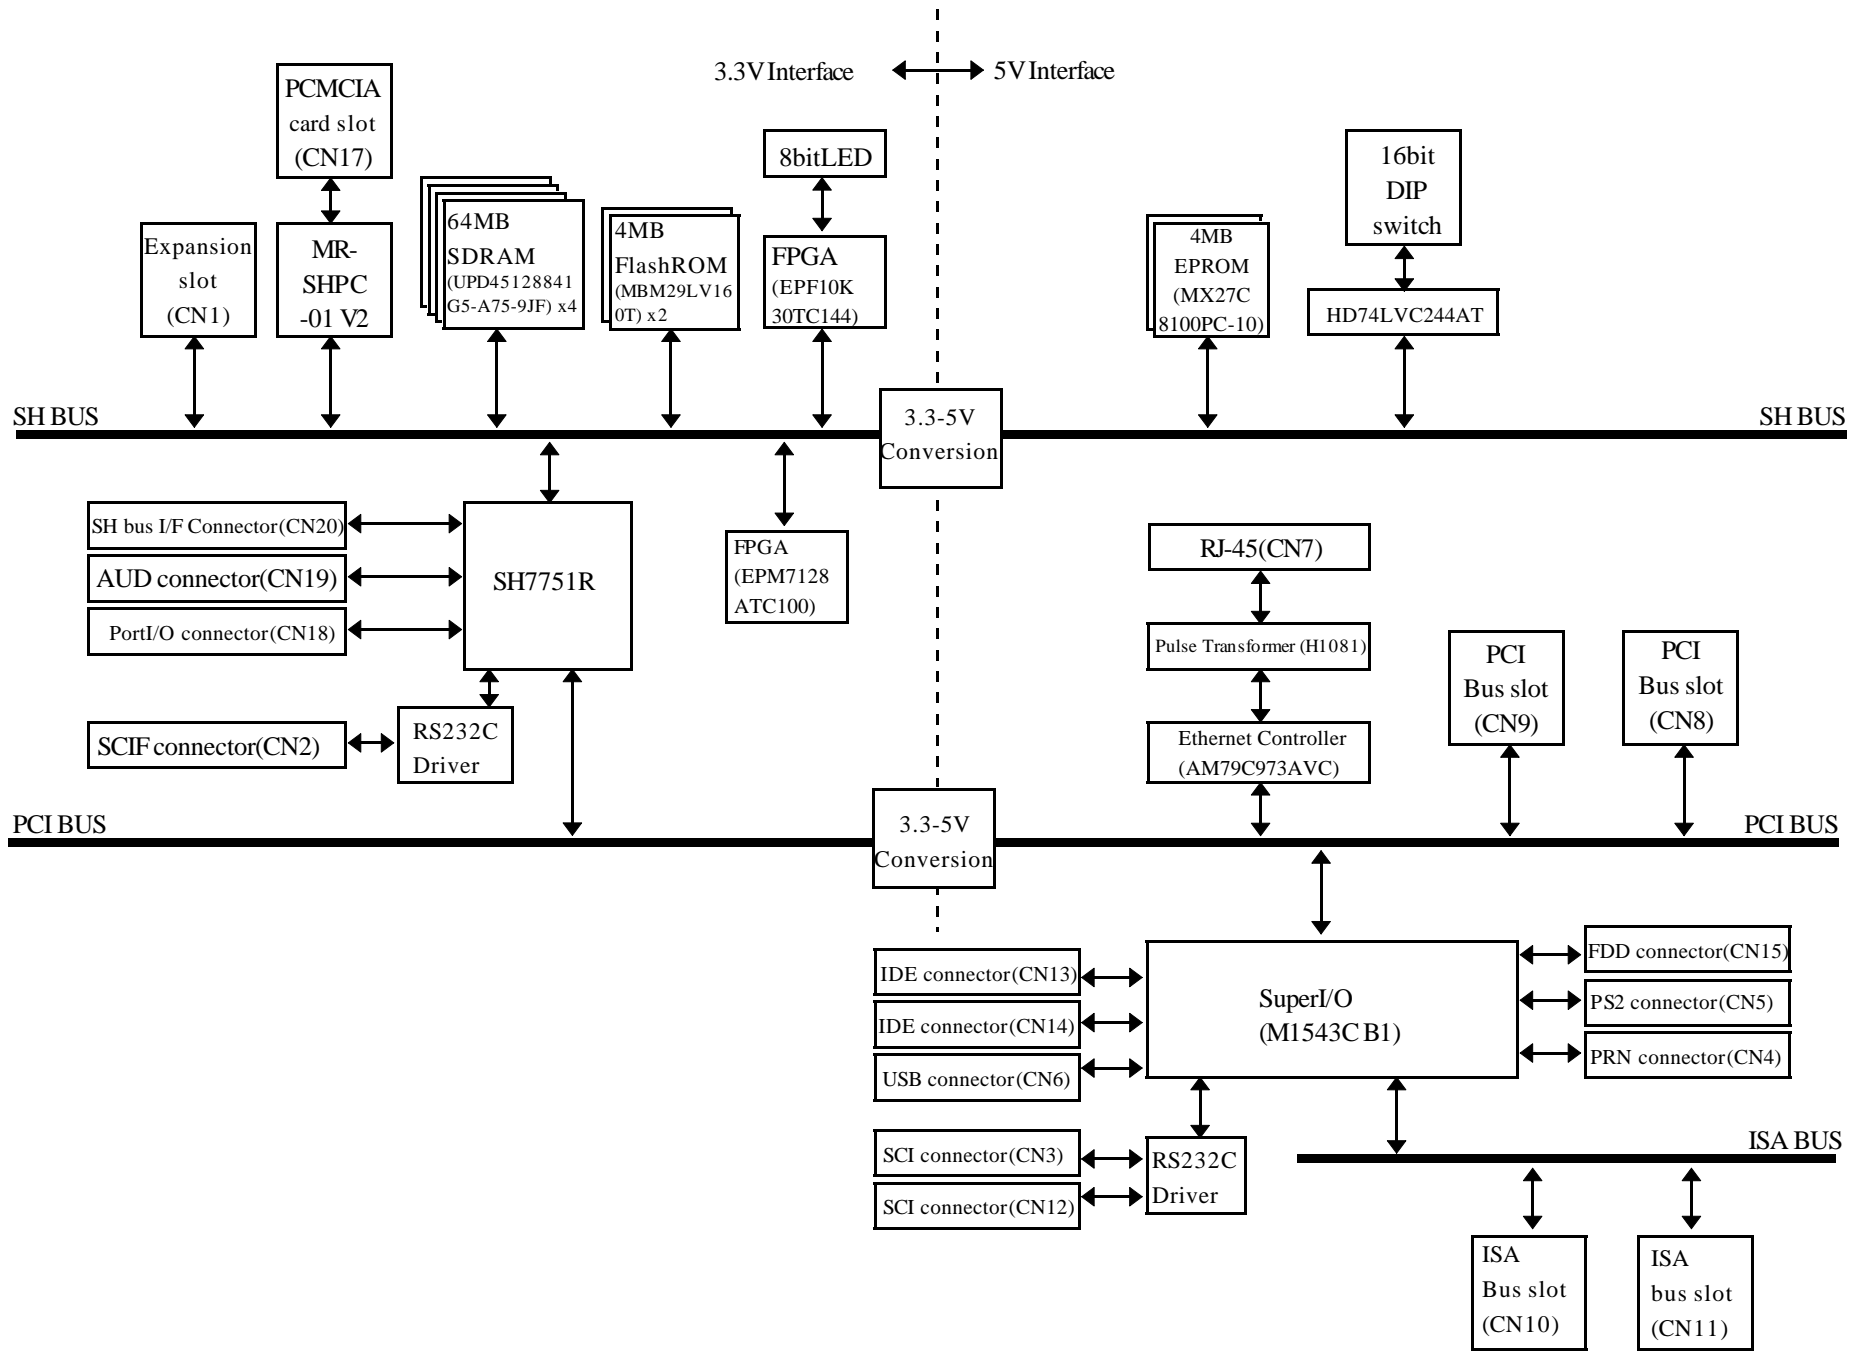 3.3V Interface
5V Interface
PCMCIA
card slot
(CN17)
8bitLED
16bit
DIP
switch
Expansion
slot
(CN1)
MR-
SHPC
-01 V2
64MB
SDRAM
(UPD45128841
G5-A75-9JF) x4
4MB
FlashROM
(MBM29LV16
0T) x2
FPGA
(EPF10K
30TC144)
4MB
EPROM
(MX27C
8100PC-10)
HD74LVC244AT
SH BUS
3.3-5V
Conversion
SH BUS
SH bus I/F Connector(CN20)
AUD connector(CN19)
PortI/O connector(CN18)
SH7751R
FPGA
(EPM7128
ATC100)
RJ-45(CN7)
Pulse Transformer (H1081)
Ethernet Controller
(AM79C973AVC)
PCI
Bus slot
(CN9)
PCI
Bus slot
(CN8)
SCIF connector(CN2)
RS232C
Driver
PCI BUS
3.3-5V
Conversion
PCI BUS
IDE connector(CN13)
IDE connector(CN14)
USB connector(CN6)
SuperI/O
(M1543C B1)
FDD connector(CN15)
PS2 connector(CN5)
PRN connector(CN4)
SCI connector(CN3)
SCI connector(CN12)
RS232C
Driver
ISA BUS
ISA
Bus slot
(CN10)
ISA
bus slot
(CN11)